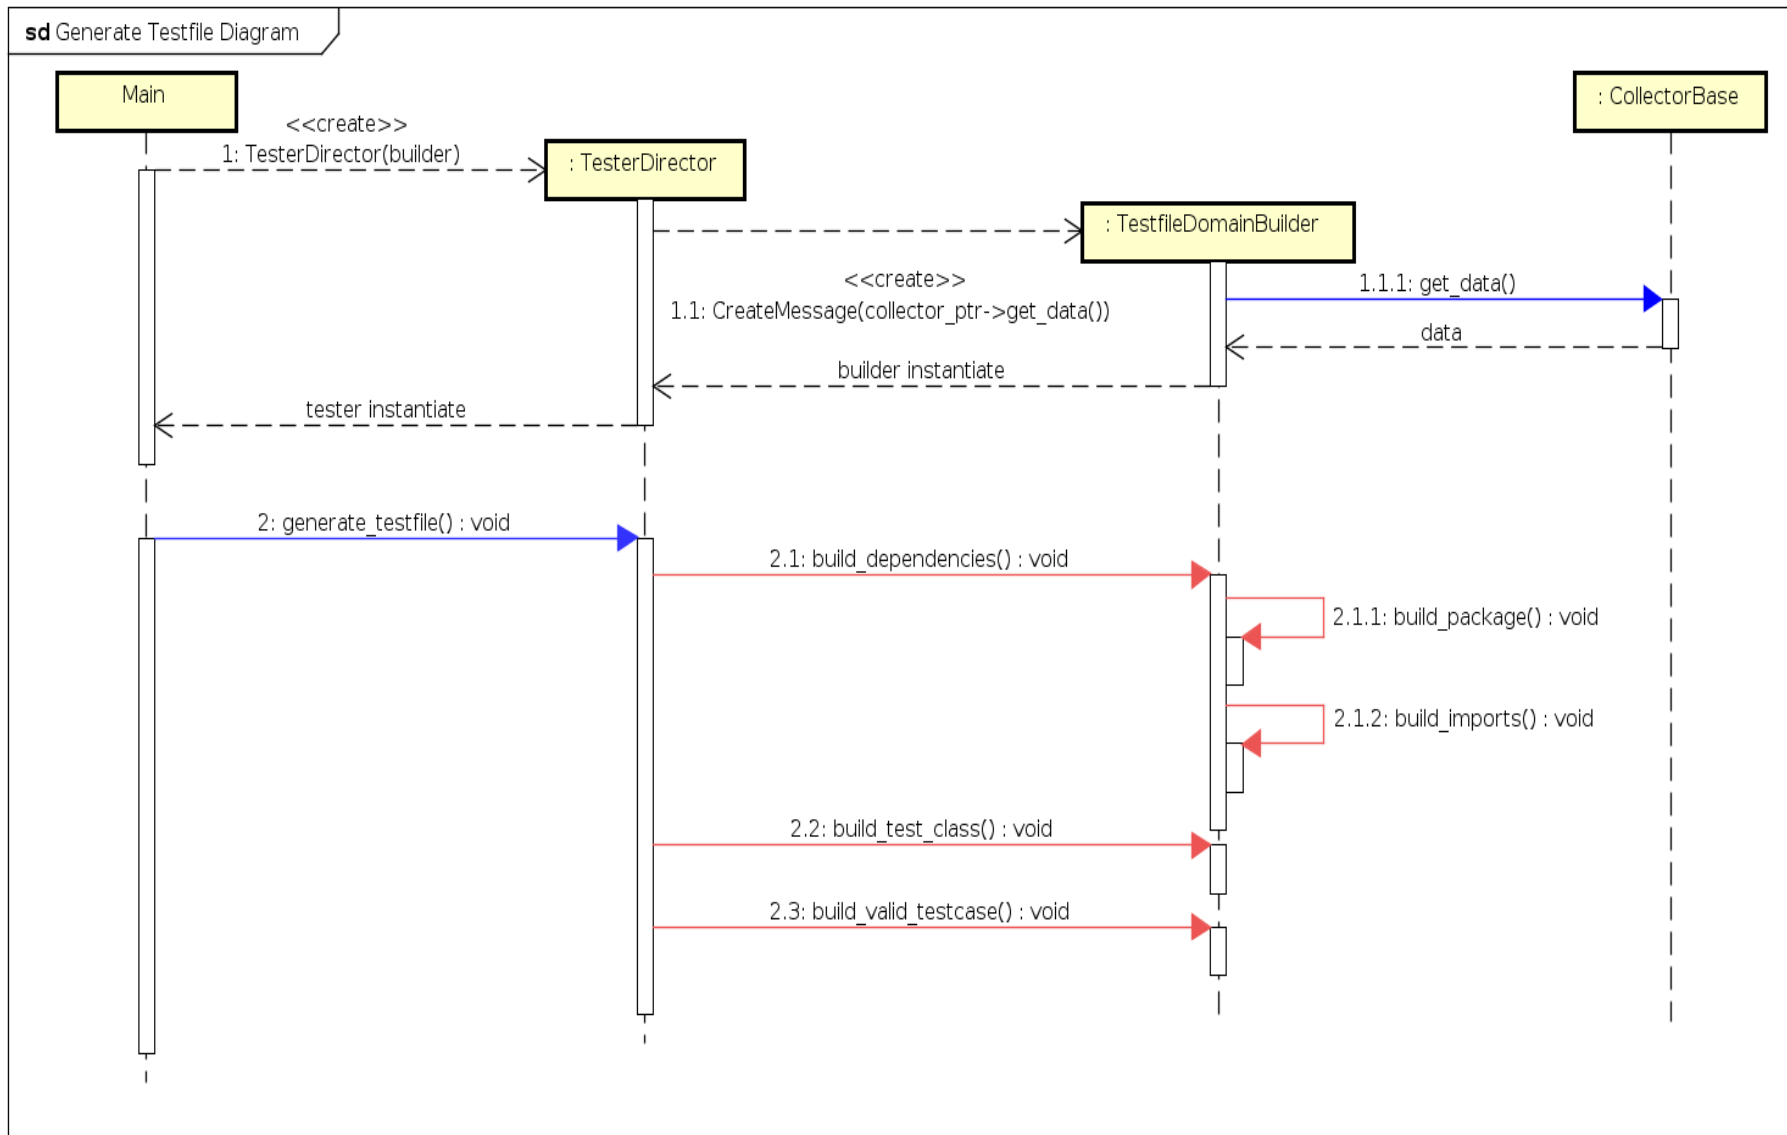 sd Generate Testfile Diagram
Main
: CollectorBase
<<create>>
1: TesterDirector(builder)
: TesterDirector
: TestfileDomainBuilder
<<create>>
1.1: CreateMessage(collector_ptr->get_data())
1.1.1: get_data()
data
builder instantiate
tester instantiate
2: generate_testfile() : void
2.1: build_dependencies() : void
2.1.1: build_package() : void
2.1.2: build_imports() : void
2.2: build_test_class() : void
2.3: build_valid_testcase() : void